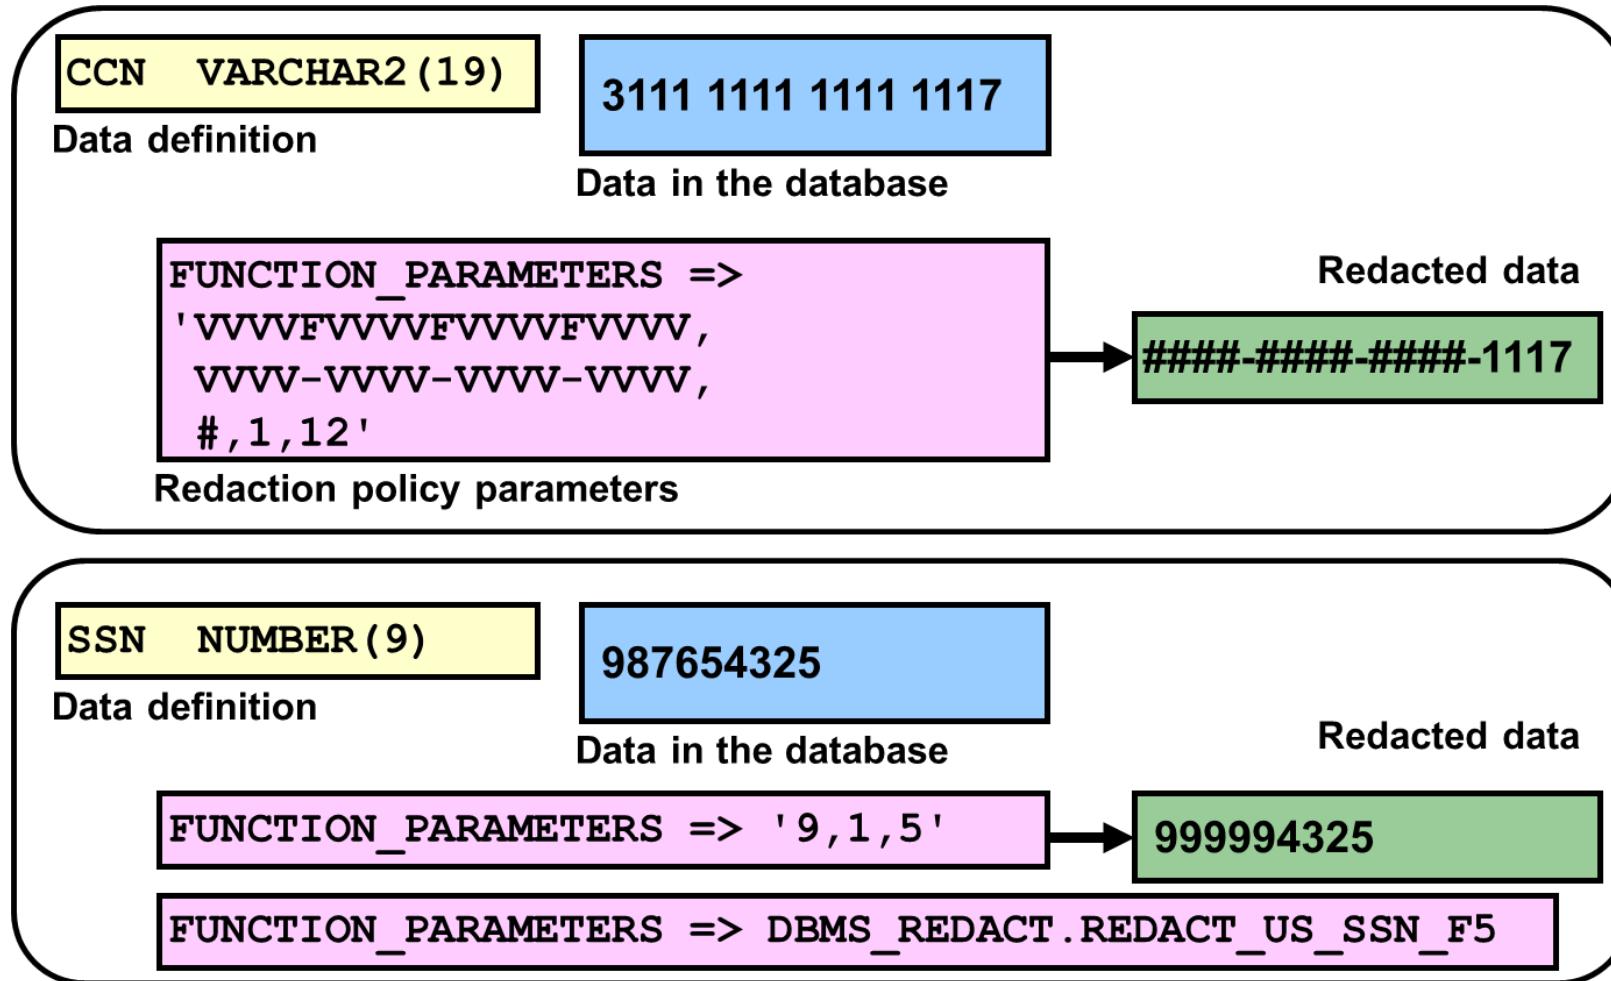 CCN  VARCHAR2(19)
Data definition
3111 1111 1111 1117
Data in the database
FUNCTION_PARAMETERS =>
'VVVVFVVVVFVVVVFVVVV,
VVVV-VVVV-VVVV-VVVV,
#,1,12'
Redaction policy parameters
Redacted data
####-####-####-1117
SSN  NUMBER(9)
Data definition
987654325
Data in the database
Redacted data
FUNCTION_PARAMETERS => '9,1,5'
999994325
FUNCTION_PARAMETERS => DBMS_REDACT.REDACT_US_SSN_F5